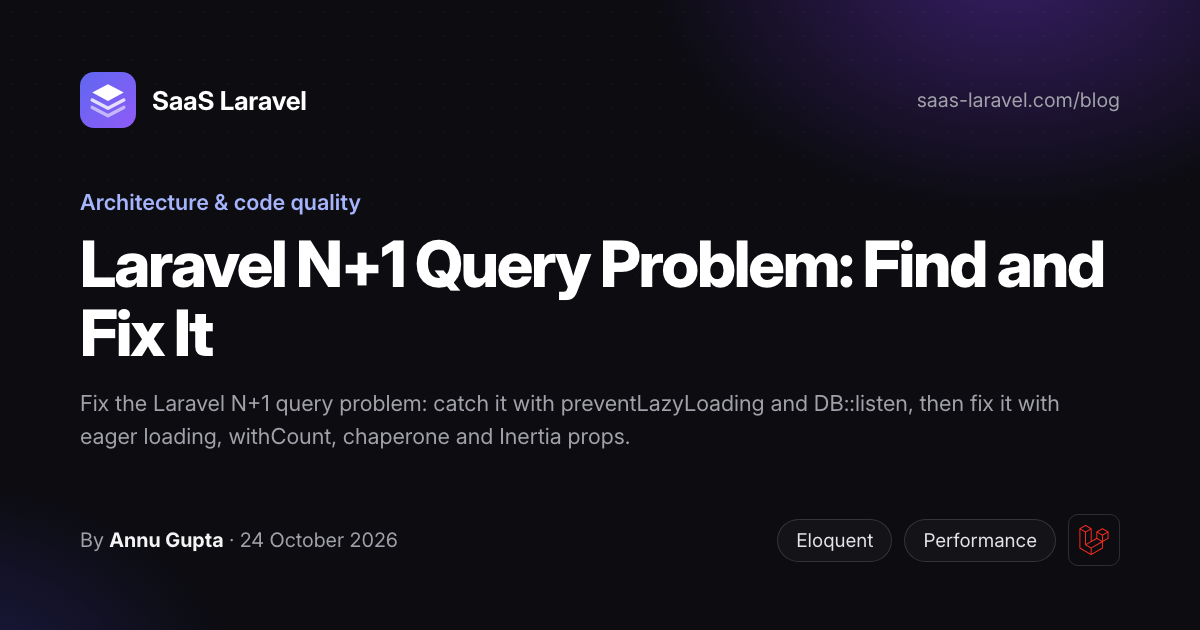 SaaS Laravel
saas-laravel.com/blog
Architecture & code quality
Laravel N+1 Query Problem: Find and
Fix It
Fix the Laravel N+1 query problem: catch it with preventLazyLoading and DB::listen, then fix it with
eager loading, withCount, chaperone and Inertia props.
By Annu Gupta · 24 October 2026
Eloquent
Performance